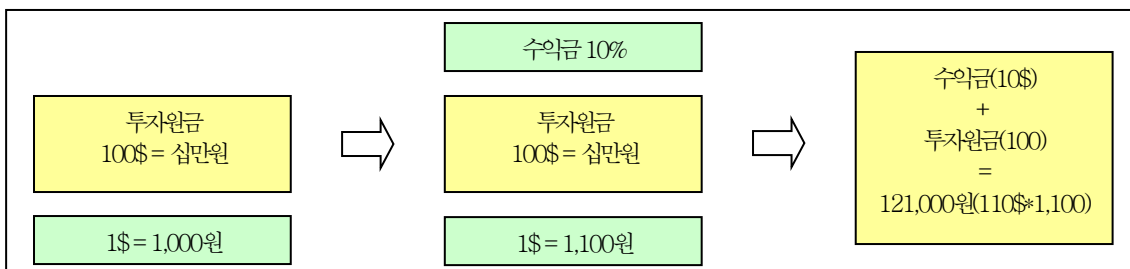 투자원금
100$ = 십만원
1$ = 1,000원
수익금 10%
투자원금
100$ = 십만원
1$ = 1,100원
수익금(10$)
+
투자원금(100)
=
121,000원(110$*1,100)